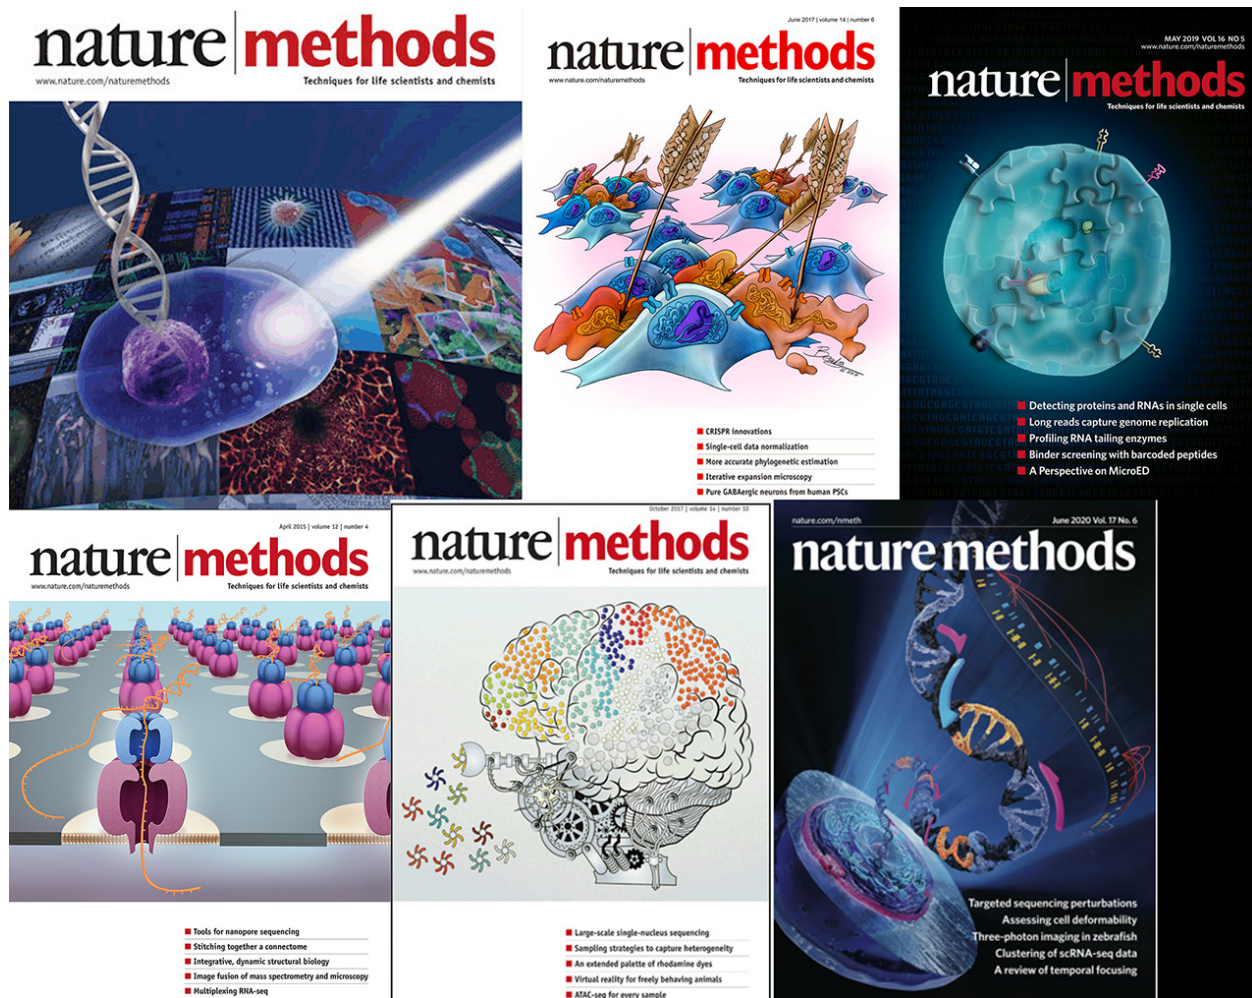 nature methods
www.nature.com/naturemethods
Techniques for life scientists and chemists
June 2017 | volume 14 | number 6
nature methods
www.nature.com/naturemethods
Techniques for life scientists and chemists
CRISPR innovations
Single-cell data normalization
More accurate phylogenetic estimation
Iterative expansion microscopy
Pure GABAergic neurons from human PSCs
MAY 2019 VOL 16 NO 5
www.nature.com/naturemethods
nature methods
Techniques for life scientists and chemists
Detecting proteins and RNAs in single cells
Long reads capture genome replication
Profiling RNA tailing enzymes
Binder screening with barcoded peptides
A Perspective on MicroED
April 2015 | volume 12 | number 4
nature methods
www.nature.com/naturemethods
Techniques for life scientists and chemists
Tools for nanopore sequencing
Stitching together a connectome
Integrative, dynamic structural biology
Image fusion of mass spectrometry and microscopy
Multiplexing RNA-seq
October 2017 | volume 14 | number 10
nature methods
www.nature.com/naturemethods
Techniques for life scientists and chemists
Large-scale single-nucleus sequencing
Sampling strategies to capture heterogeneity
An extended palette of rhodamine dyes
Virtual reality for freely behaving animals
ATAC-seq for every sample
nature.com/nmeth
June 2020 Vol. 17 No. 6
nature methods
Targeted sequencing perturbations
Assessing cell deformability
Three-photon imaging in zebrafish
Clustering of scRNA-seq data
A review of temporal focusing